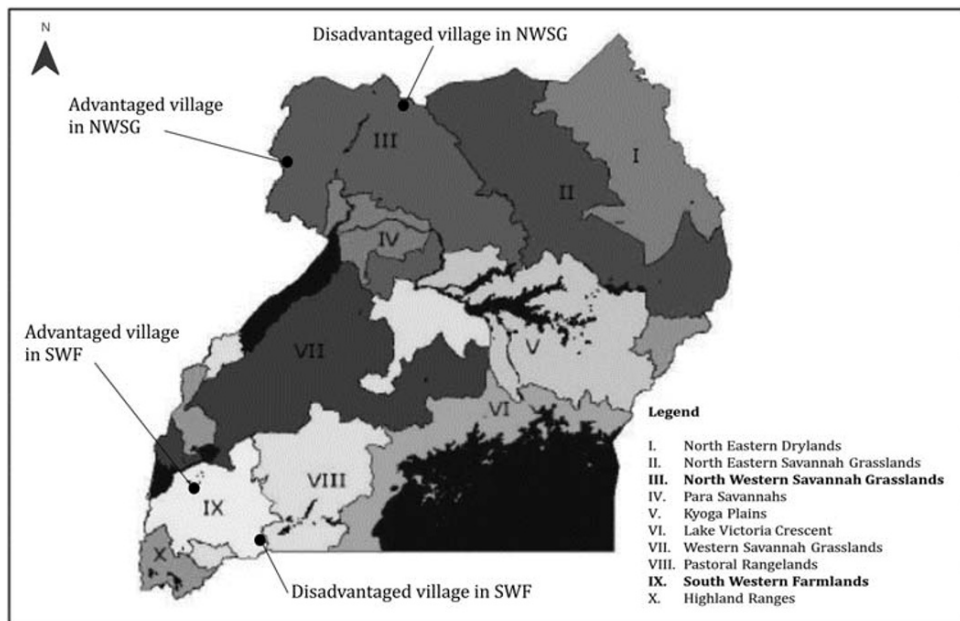 N
Disadvantaged village in NWSG
Advantaged village
in NWSG
III
I
II
IV
Advantaged village
in SWF
VII
V
VI
VIII
IX
X
Disadvantaged village in SWF
Legend
I. North Eastern Drylands
II. North Eastern Savannah Grasslands
III. North Western Savannah Grasslands
IV. Para Savannahs
V. Kyoga Plains
VI. Lake Victoria Crescent
VII. Western Savannah Grasslands
VIII. Pastoral Rangelands
IX. South Western Farmlands
X. Highland Ranges